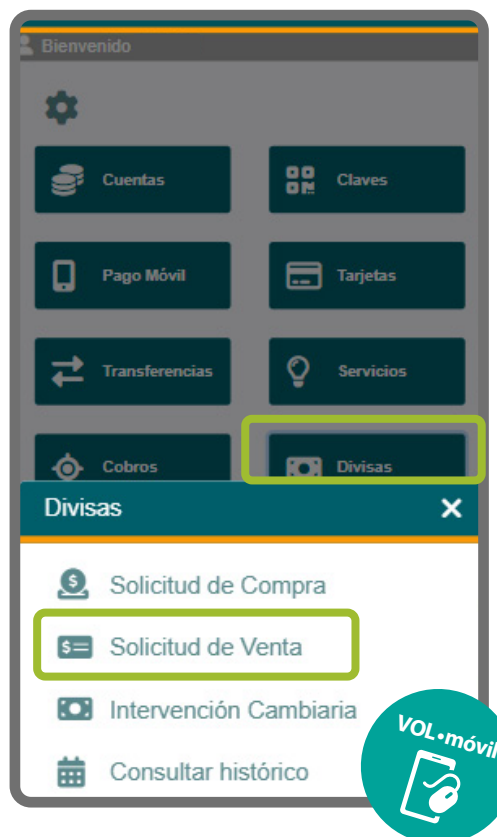 Bienvenido
Cuentas
Claves
Pago Móvil
Tarjetas
Transferencias
Servicios
Cobros
Divisas
Divisas
Solicitud de Compra
Solicitud de Venta
Intervención Cambiaria
Consultar histórico
VOL•móvil